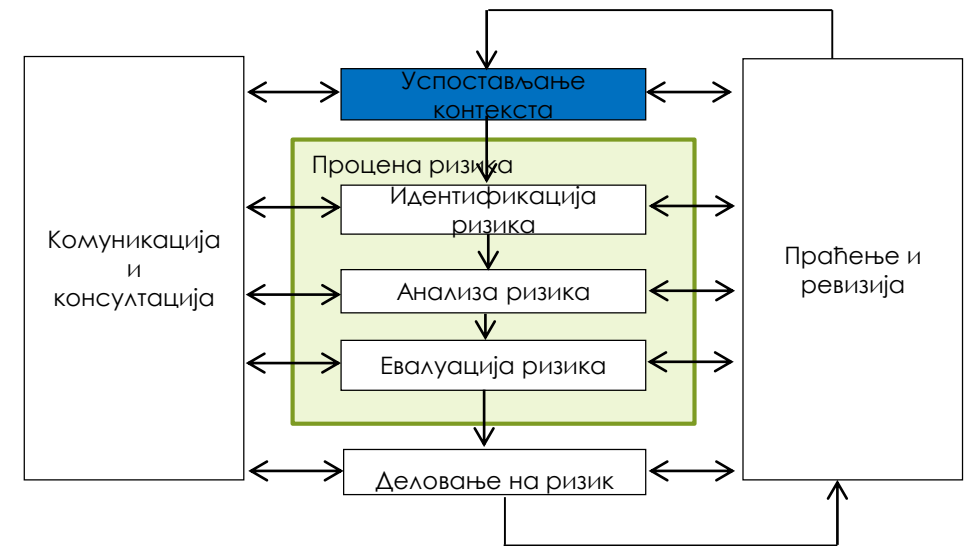 Успостављање
контекста
Процена ризика
Идентификација
ризика
Комуникација
и
консултација
Анализа ризика
Праћење и
ревизија
Евалуација ризика
Деловање на ризик